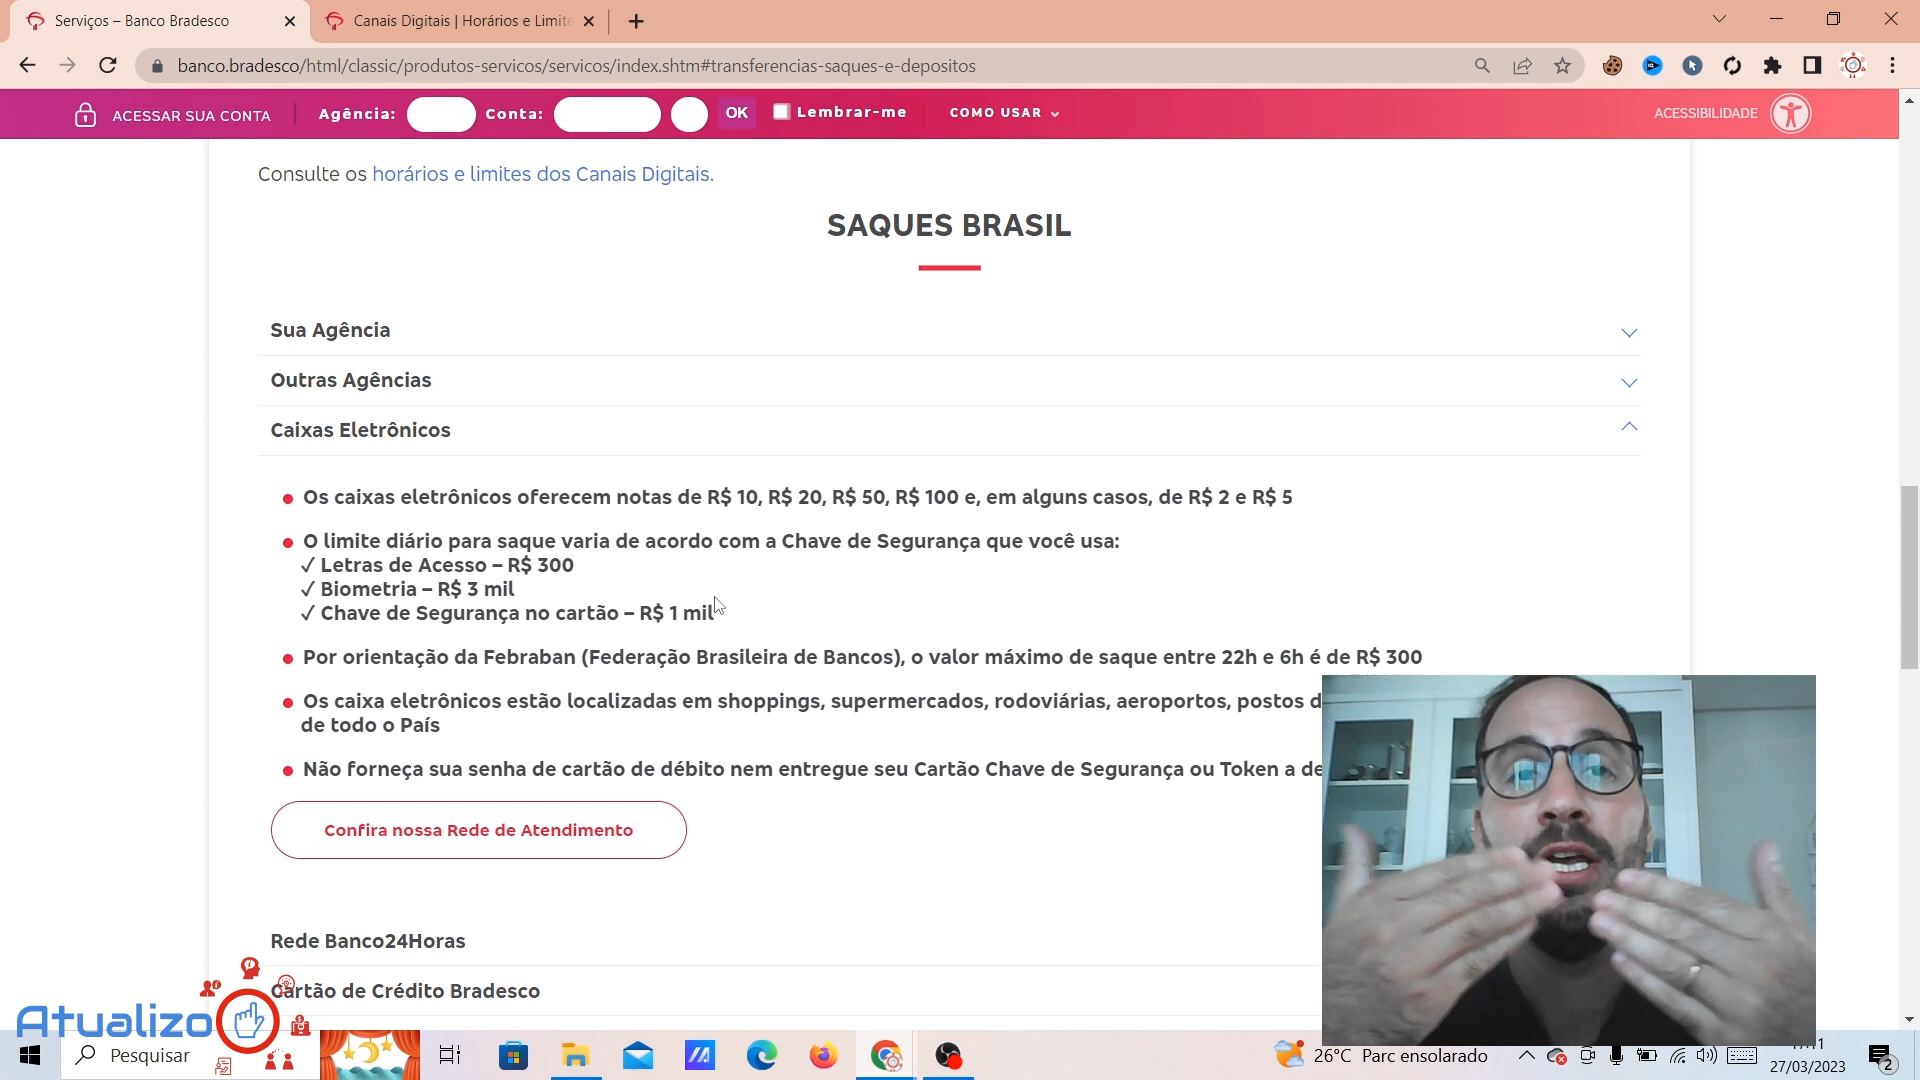 Serviços – Banco Bradesco
Canais Digitais | Horários e Limite
banco.bradesco/html/classic/produtos-servicos/servicos/index.shtm#transferencias-saques-e-depositos
ACESSAR SUA CONTA
Agência:
Conta:
OK
Lembrar-me
COMO USAR
ACESSIBILIDADE
Consulte os horários e limites dos Canais Digitais.
SAQUES BRASIL
Sua Agência
Outras Agências
Caixas Eletrônicos
Os caixas eletrônicos oferecem notas de R$ 10, R$ 20, R$ 50, R$ 100 e, em alguns casos, de R$ 2 e R$ 5
O limite diário para saque varia de acordo com a Chave de Segurança que você usa:
✓ Letras de Acesso – R$ 300
✓ Biometria – R$ 3 mil
✓ Chave de Segurança no cartão – R$ 1 mil
Por orientação da Febraban (Federação Brasileira de Bancos), o valor máximo de saque entre 22h e 6h é de R$ 300
Os caixa eletrônicos estão localizadas em shoppings, supermercados, rodoviárias, aeroportos, postos
de todo o País
Não forneça sua senha de cartão de débito nem entregue seu Cartão Chave de Segurança ou Token a
Confira nossa Rede de Atendimento
Rede Banco24Horas
Cartão de Crédito Bradesco
Atualizo
Pesquisar
26°C Parc ensolarado
27/03/2023
2